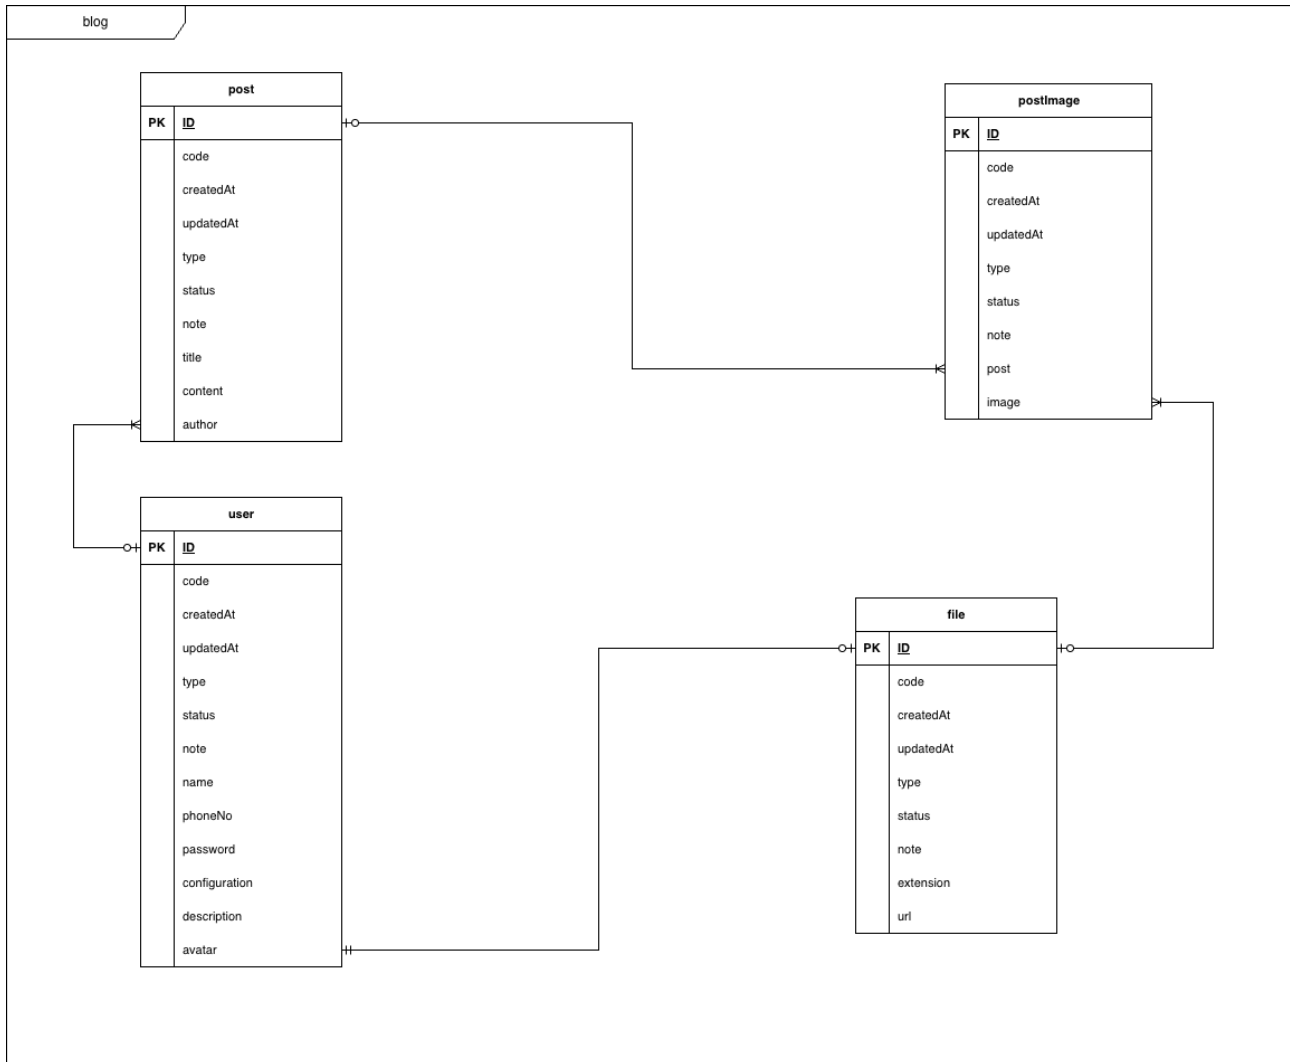 blog
post
PK ID
code
createdAt
updatedAt
type
status
note
title
content
author
postImage
PK ID
code
createdAt
updatedAt
type
status
note
post
image
user
PK ID
code
createdAt
updatedAt
type
status
note
name
phoneNo
password
configuration
description
avatar
file
PK ID
code
createdAt
updatedAt
type
status
note
extension
url